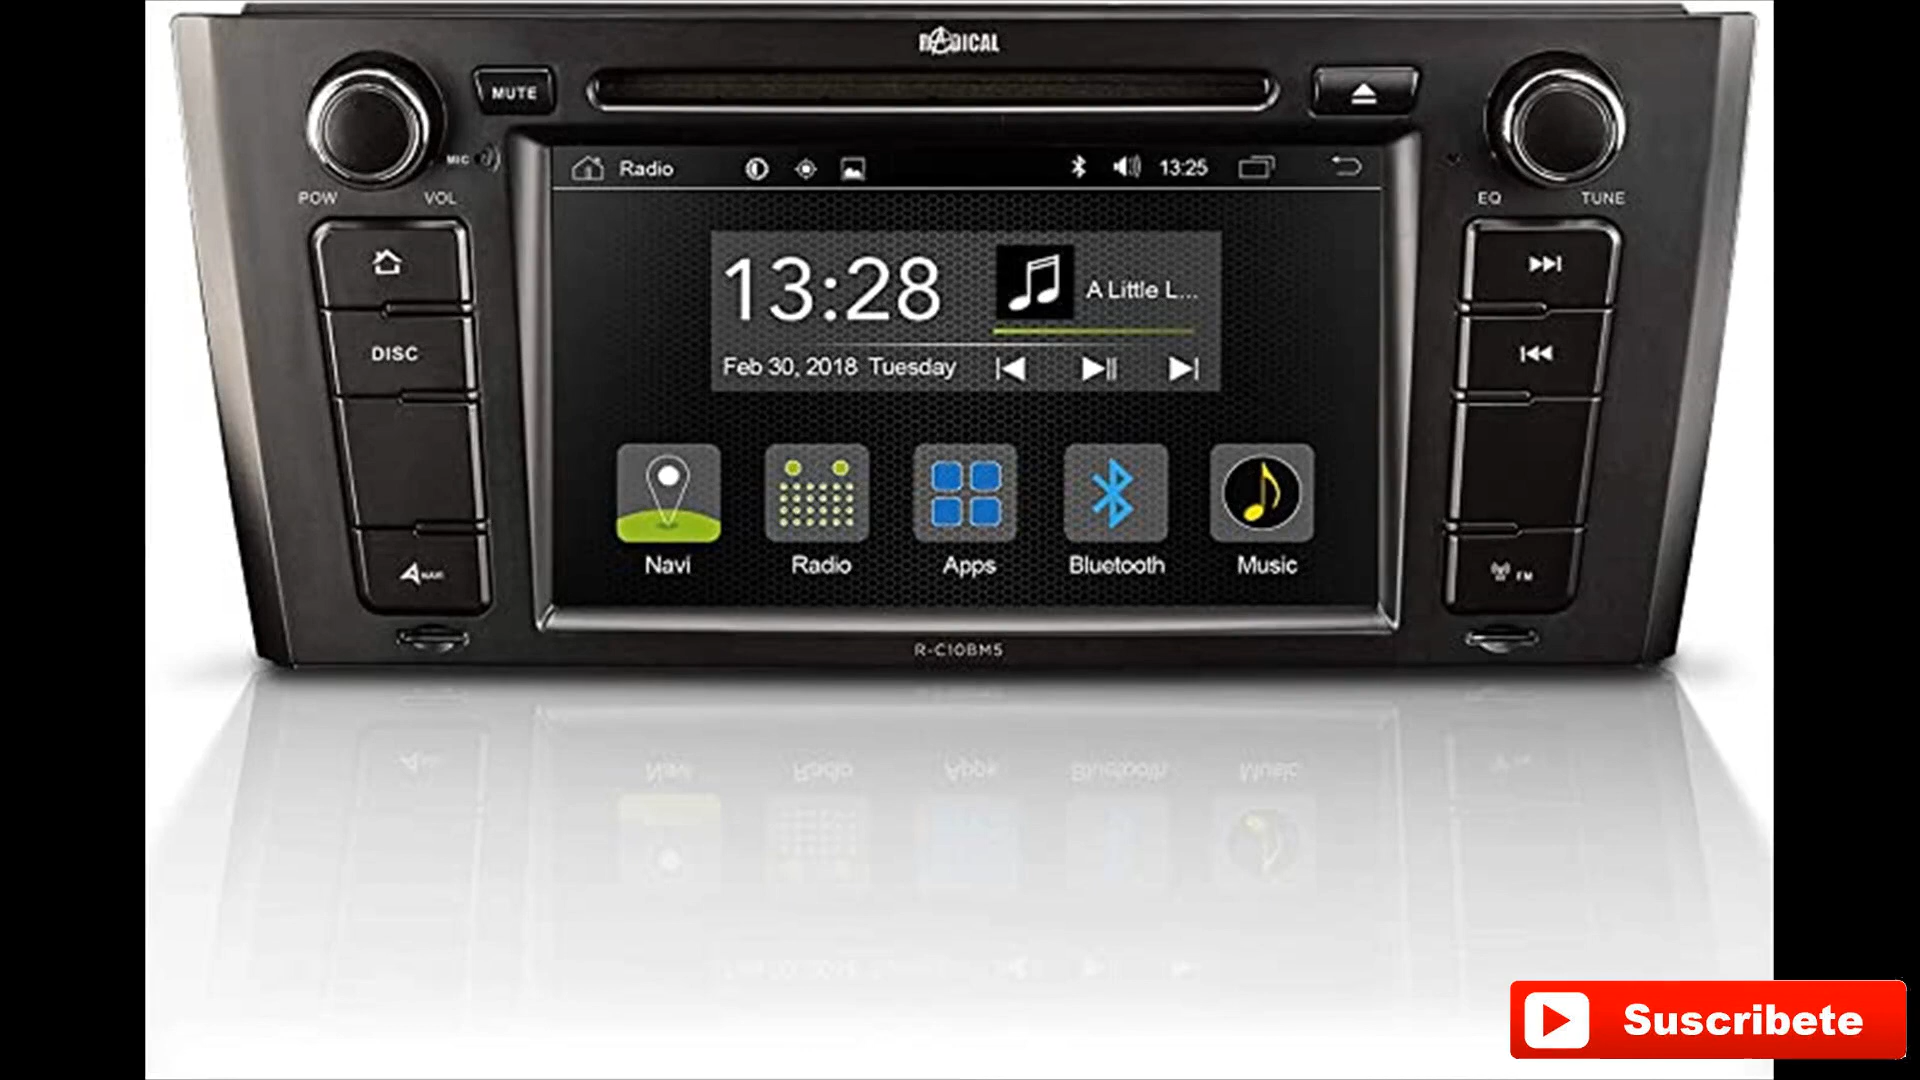 RADICAL
MUTE
MIC
Radio
13:25
POW
VOL
EQ
TUNE
13:28
A Little L...
Feb 30, 2018 Tuesday
DISC
Navi
Radio
Apps
Bluetooth
Music
NAVI
FM
R-C10BM5
Suscribete